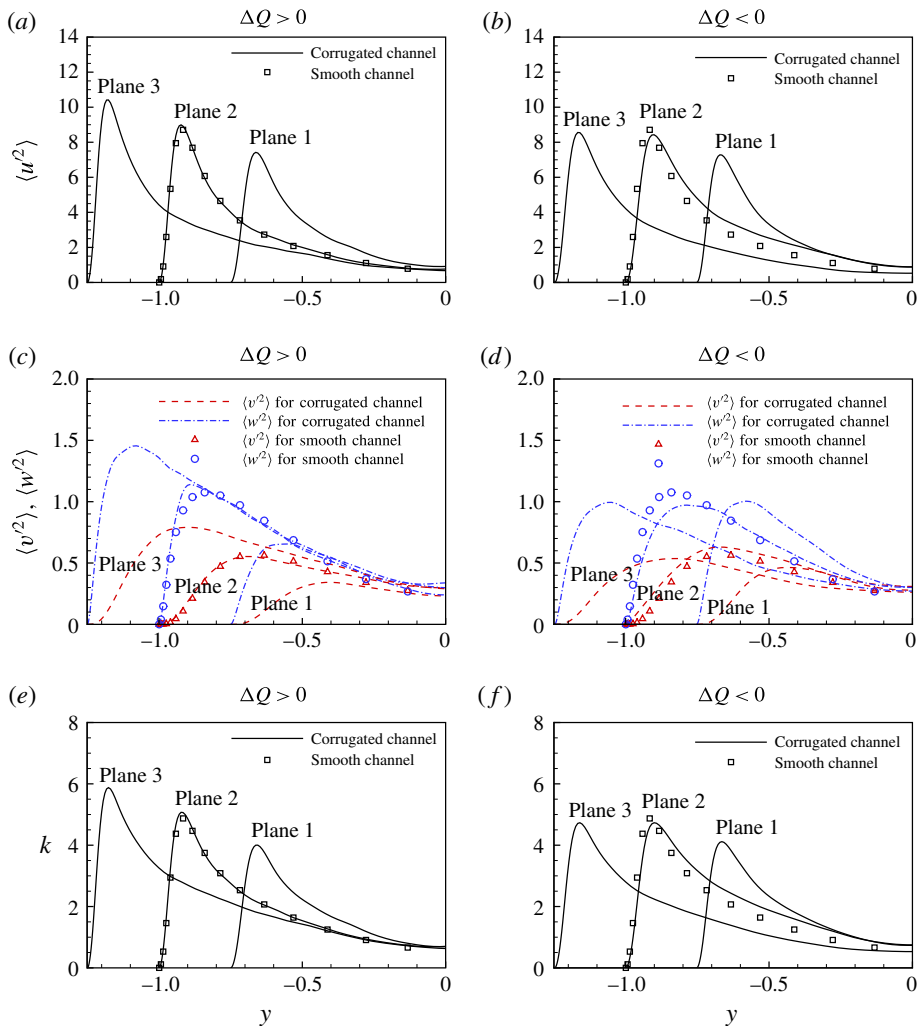 (a) ΔQ > 0
(b) ΔQ < 0
14
12
10
8
6
4
2
0
⟨u′²⟩
Corrugated channel
Smooth channel
Plane 3
Plane 2
Plane 1
−1.0 −0.5 0
14
12
10
8
6
4
2
0
Corrugated channel
Smooth channel
Plane 3
Plane 2
Plane 1
−1.0 −0.5 0
(c) ΔQ > 0
(d) ΔQ < 0
2.0
1.5
1.0
0.5
0
⟨v′²⟩, ⟨w′²⟩
⟨v′²⟩ for corrugated channel
⟨w′²⟩ for corrugated channel
⟨v′²⟩ for smooth channel
⟨w′²⟩ for smooth channel
Plane 3
Plane 2
Plane 1
−1.0 −0.5 0
2.0
1.5
1.0
0.5
0
⟨v′²⟩ for corrugated channel
⟨w′²⟩ for corrugated channel
⟨v′²⟩ for smooth channel
⟨w′²⟩ for smooth channel
Plane 3
Plane 2
Plane 1
−1.0 −0.5 0
(e) ΔQ > 0
(f) ΔQ < 0
8
6
4
2
0
k
Corrugated channel
Smooth channel
Plane 3
Plane 2
Plane 1
−1.0 −0.5 0
y
8
6
4
2
0
Corrugated channel
Smooth channel
Plane 3
Plane 2
Plane 1
−1.0 −0.5 0
y